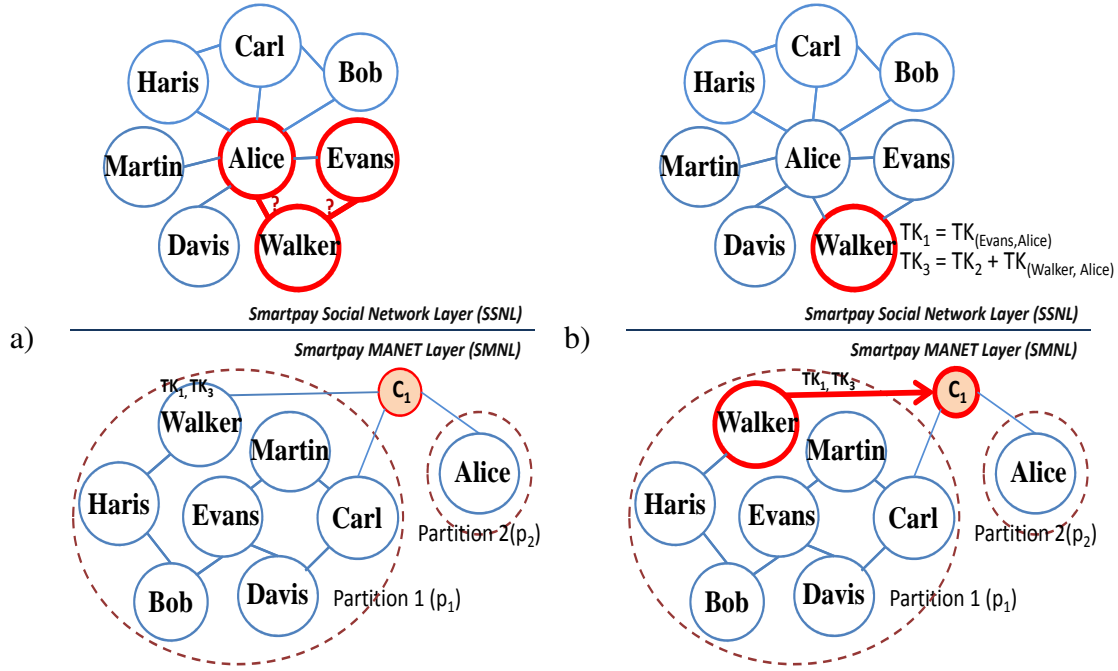 a)
Carl
Haris
Bob
Martin
Alice
Evans
?
?
Davis
Walker
Smartpay Social Network Layer (SSNL)
Smartpay MANET Layer (SMNL)
TK1, TK3
C1
Walker
Martin
Alice
Haris
Evans
Carl
Partition 2(p2)
Bob
Davis
Partition 1 (p1)
b)
Carl
Haris
Bob
Martin
Alice
Evans
Davis
Walker
TK1 = TK(Evans,Alice)
TK3 = TK2 + TK(Walker, Alice)
Smartpay Social Network Layer (SSNL)
Smartpay MANET Layer (SMNL)
TK1, TK3
C1
Walker
Martin
Alice
Haris
Evans
Carl
Partition 2(p2)
Bob
Davis
Partition 1 (p1)